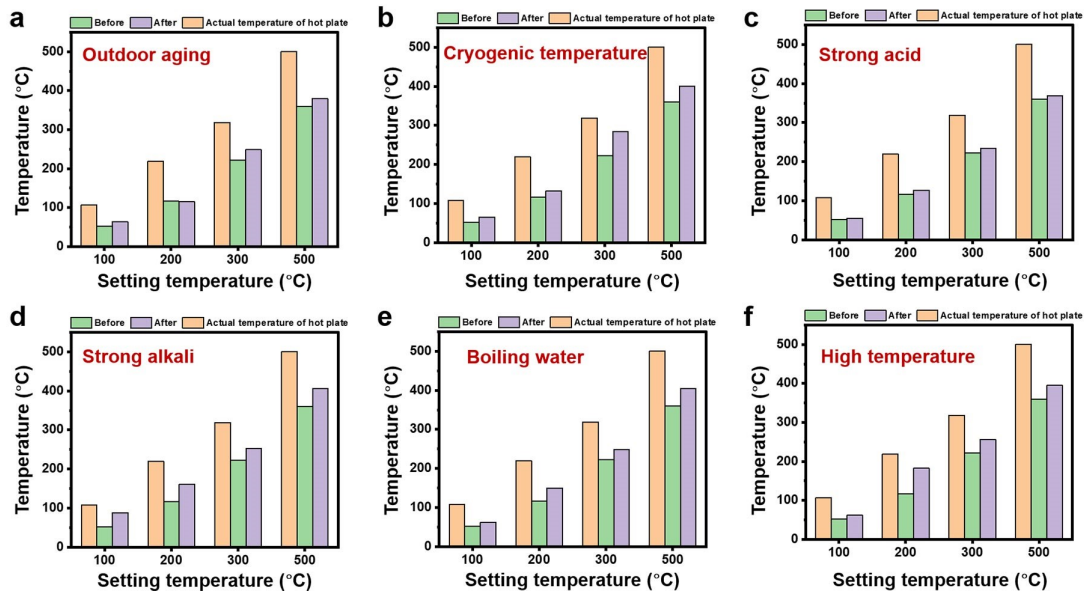 a
Before After Actual temperature of hot plate
Outdoor aging
Temperature (°C)
500
400
300
200
100
0
100 200 300 500
Setting temperature (°C)
b
Before After Actual temperature of hot plate
Cryogenic temperature
Temperature (°C)
500
400
300
200
100
0
100 200 300 500
Setting temperature (°C)
c
Before After Actual temperature of hot plate
Strong acid
Temperature (°C)
500
400
300
200
100
0
100 200 300 500
Setting temperature (°C)
d
Before After Actual temperature of hot plate
Strong alkali
Temperature (°C)
500
400
300
200
100
0
100 200 300 500
Setting temperature (°C)
e
Before After Actual temperature of hot plate
Boiling water
Temperature (°C)
500
400
300
200
100
0
100 200 300 500
Setting temperature (°C)
f
Before After Actual temperature of hot plate
High temperature
Temperature (°C)
500
400
300
200
100
0
100 200 300 500
Setting temperature (°C)